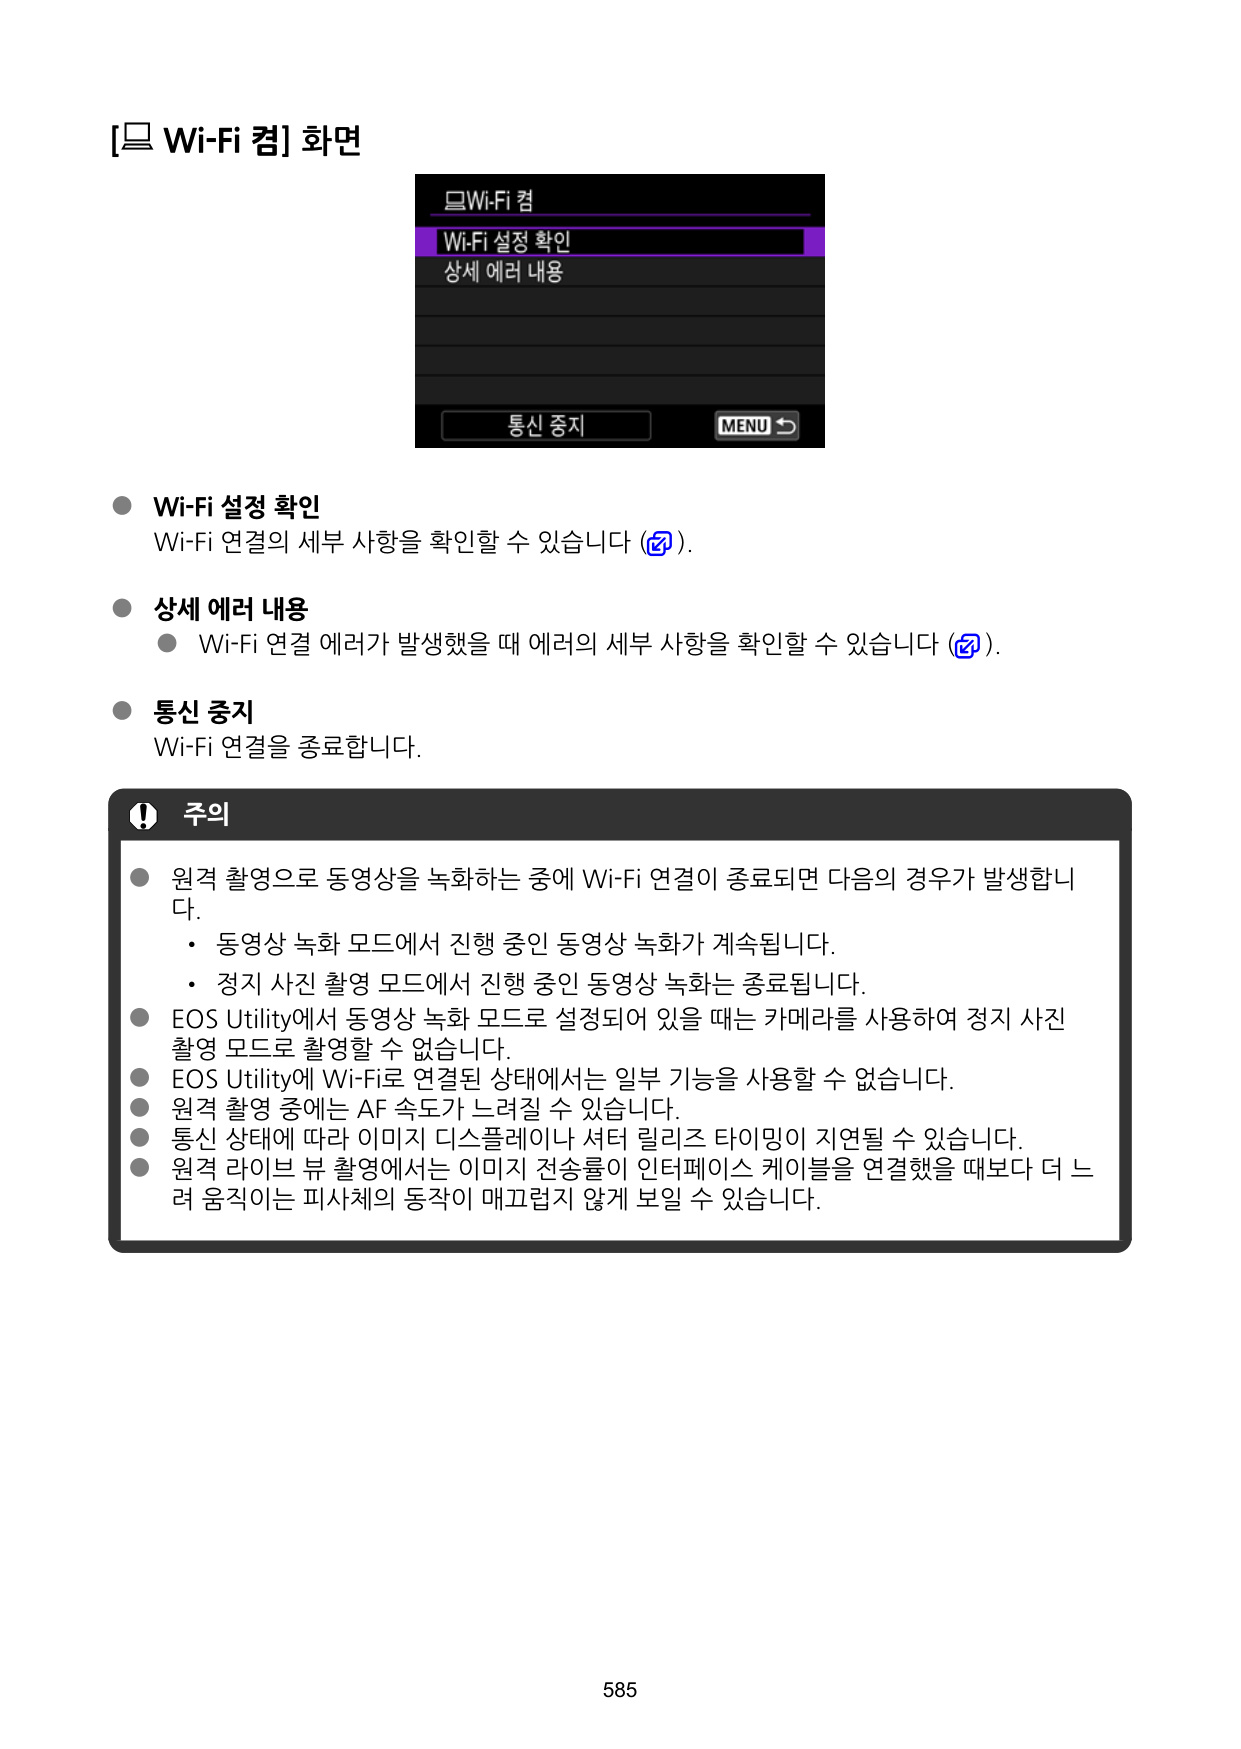 [ Wi-Fi 켬] 화면
Wi-Fi 켬
Wi-Fi 설정 확인
상세 에러 내용
통신 중지
MENU
● Wi-Fi 설정 확인
Wi-Fi 연결의 세부 사항을 확인할 수 있습니다 ( ).
● 상세 에러 내용
● Wi-Fi 연결 에러가 발생했을 때 에러의 세부 사항을 확인할 수 있습니다 ( ).
● 통신 중지
Wi-Fi 연결을 종료합니다.
주의
● 원격 촬영으로 동영상을 녹화하는 중에 Wi-Fi 연결이 종료되면 다음의 경우가 발생합니
다.
• 동영상 녹화 모드에서 진행 중인 동영상 녹화가 계속됩니다.
• 정지 사진 촬영 모드에서 진행 중인 동영상 녹화는 종료됩니다.
● EOS Utility에서 동영상 녹화 모드로 설정되어 있을 때는 카메라를 사용하여 정지 사진
촬영 모드로 촬영할 수 없습니다.
● EOS Utility에 Wi-Fi로 연결된 상태에서는 일부 기능을 사용할 수 없습니다.
● 원격 촬영 중에는 AF 속도가 느려질 수 있습니다.
● 통신 상태에 따라 이미지 디스플레이나 셔터 릴리즈 타이밍이 지연될 수 있습니다.
● 원격 라이브 뷰 촬영에서는 이미지 전송률이 인터페이스 케이블을 연결했을 때보다 더 느
려 움직이는 피사체의 동작이 매끄럽지 않게 보일 수 있습니다.
585